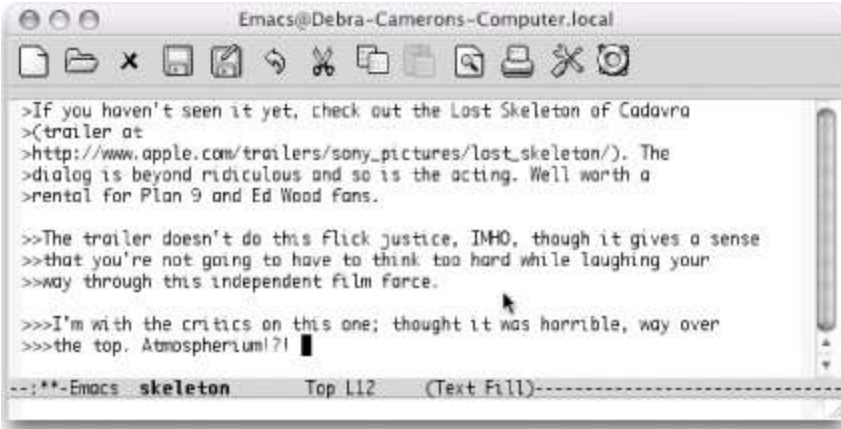 Emacs@Debra-Camerons-Computer.local
>If you haven't seen it yet, check out the Lost Skeleton of Cadavra
>(trailer at
>http://www.apple.com/trailers/sony_pictures/lost_skeleton/). The
>dialog is beyond ridiculous and so is the acting. Well worth a
>rental for Plan 9 and Ed Wood fans.
>>The trailer doesn't do this flick justice, IMHO, though it gives a sense
>>that you're not going to have to think too hard while laughing your
>>way through this independent film farce.
>>>I'm with the critics on this one; thought it was horrible, way over
>>>the top. Atmospherium!?!
--:**-Emacs skeleton Top L12 (Text Fill)-------------------------------